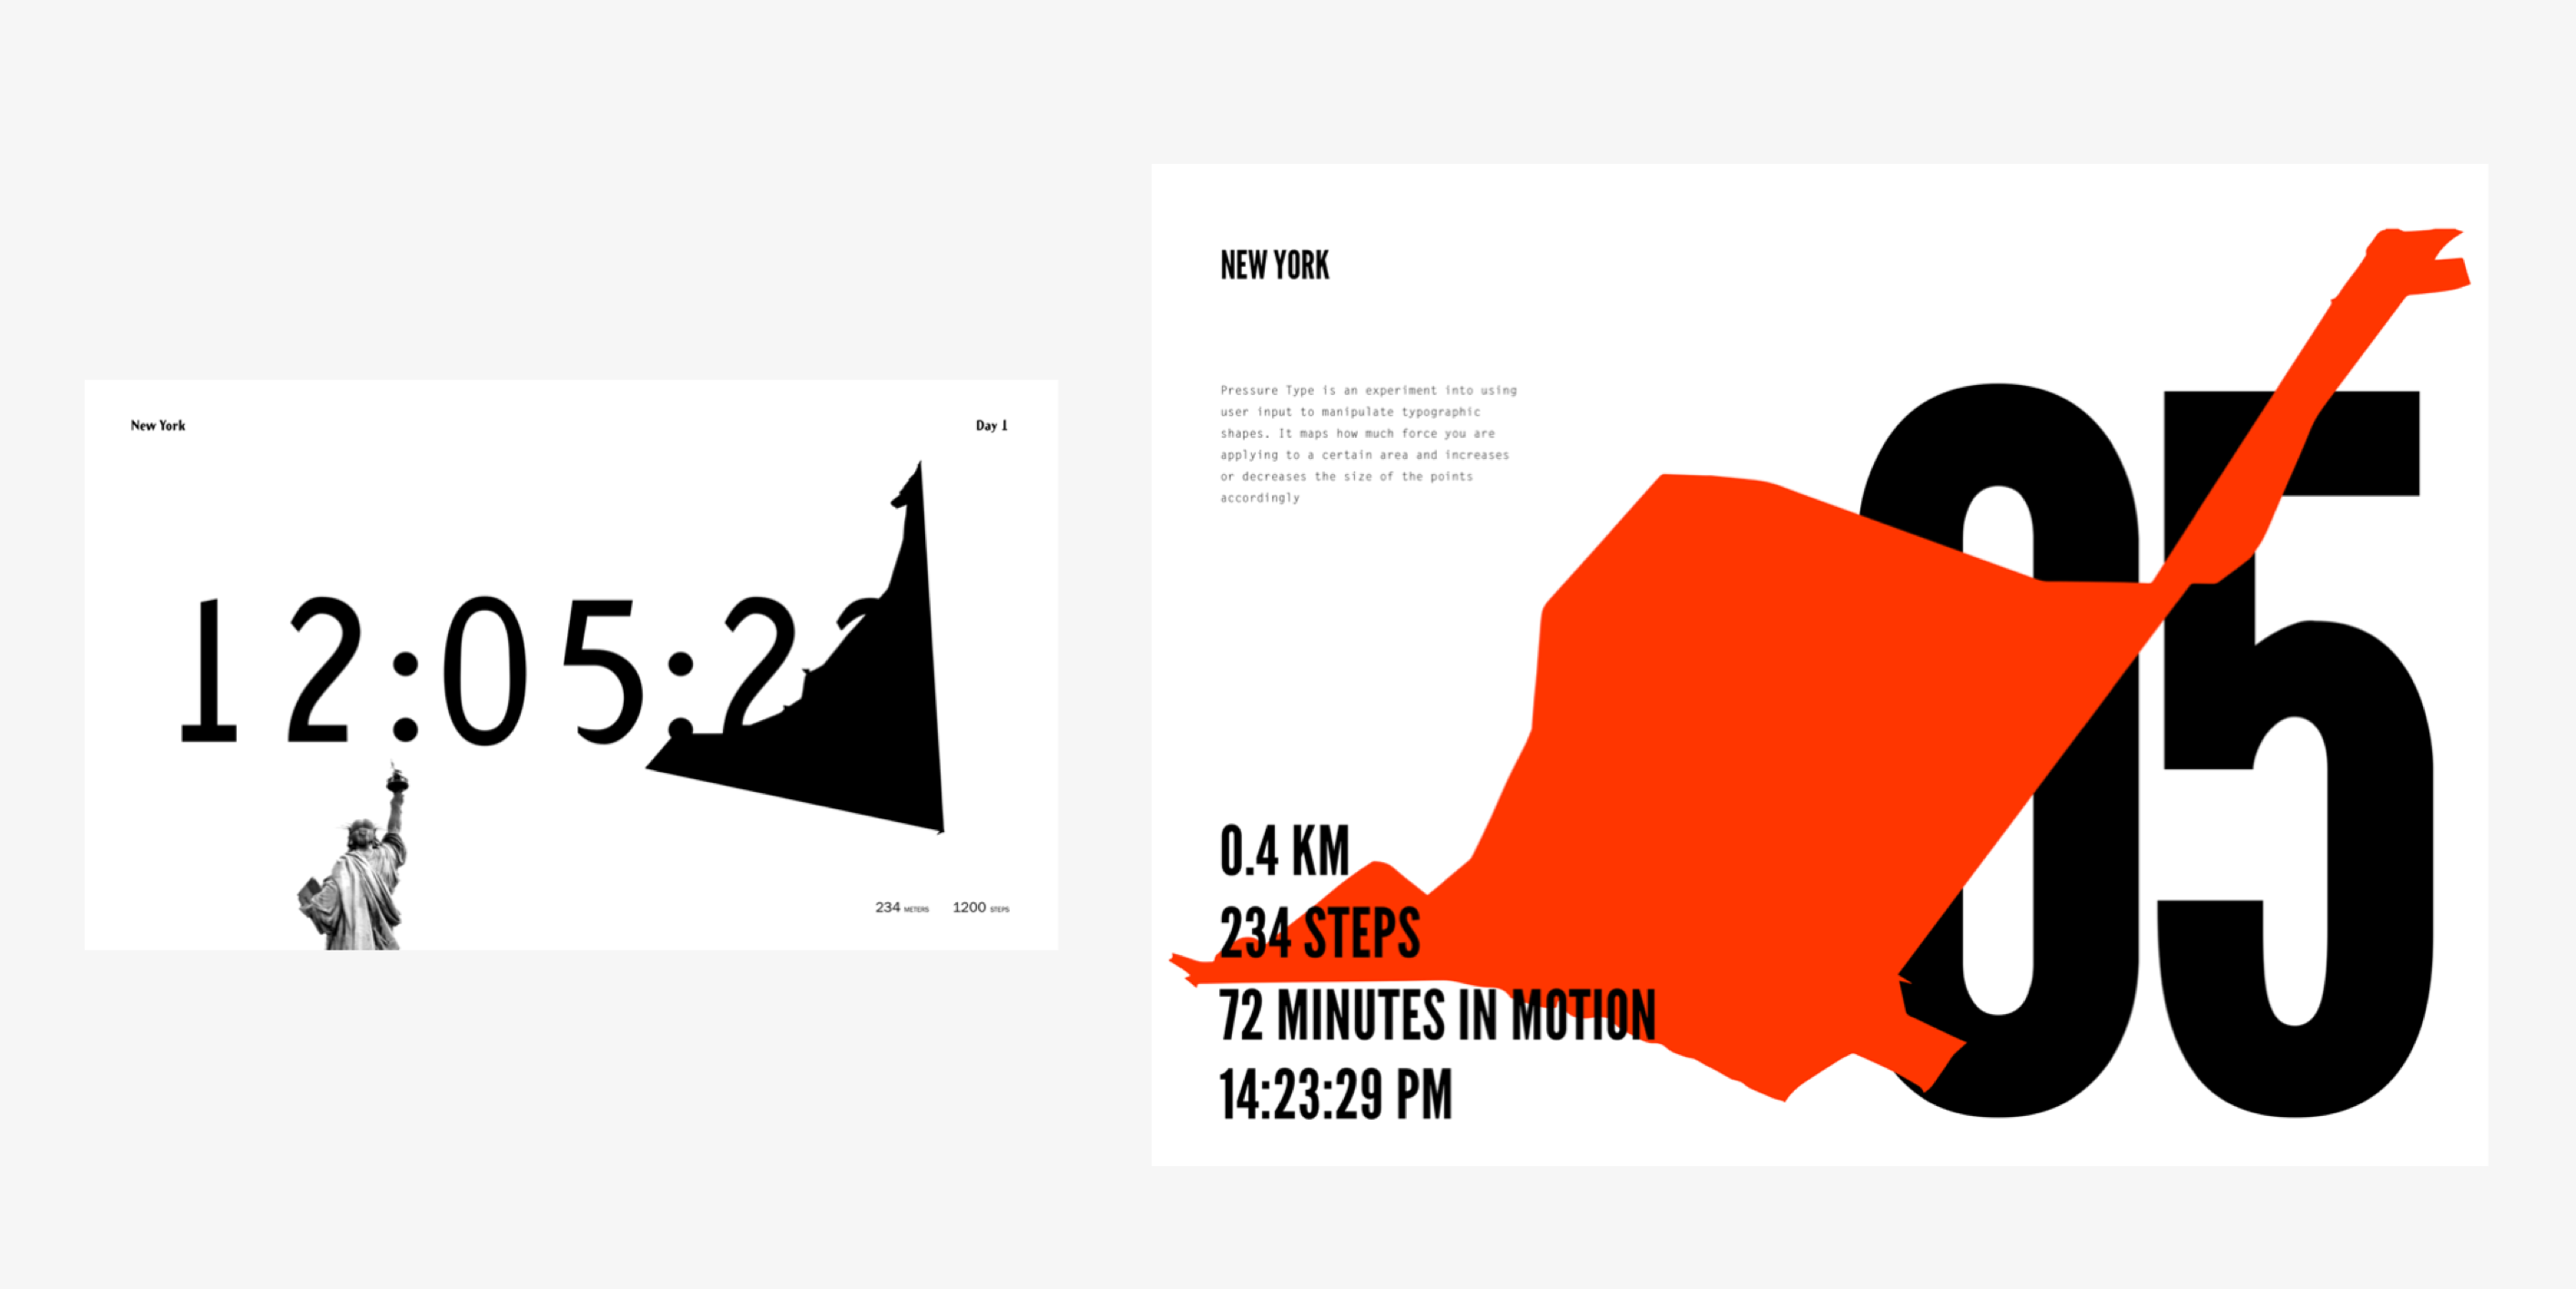 New York
Day 1
12:05:2
234 METERS 1200 STEPS
NEW YORK
Pressure Type is an experiment into using
user input to manipulate typographic
shapes. It maps how much force you are
applying to a certain area and increases
or decreases the size of the points
accordingly
05
0.4 KM
234 STEPS
72 MINUTES IN MOTION
14:23:29 PM